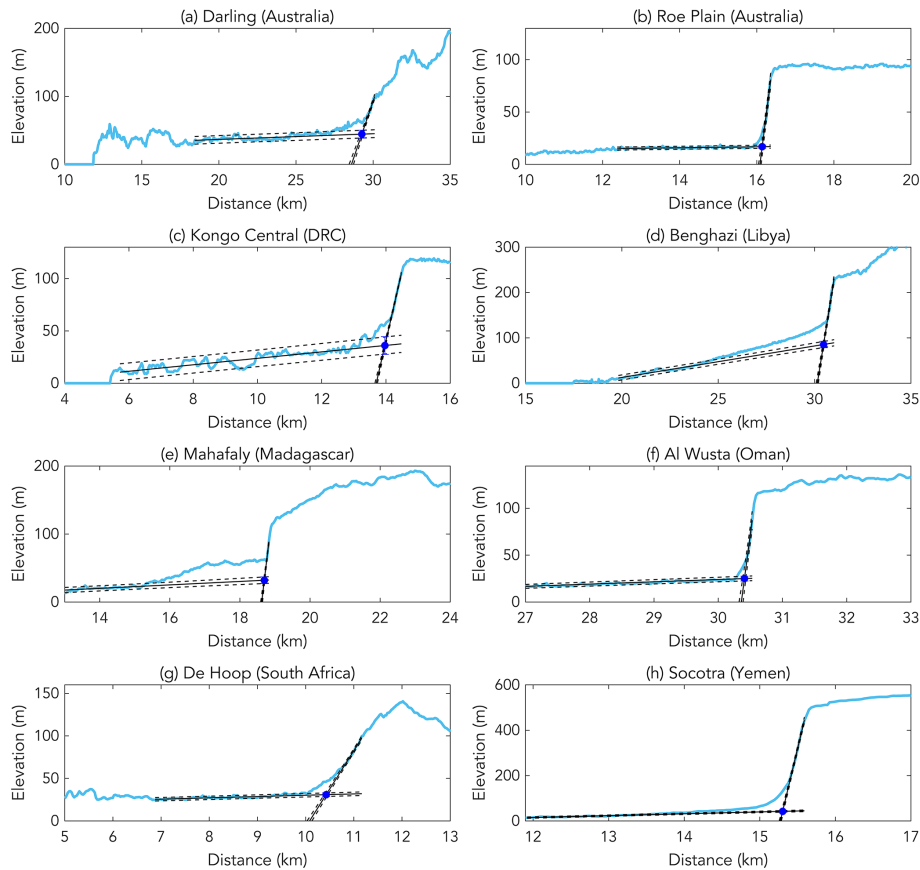 (a) Darling (Australia)
Elevation (m)
200
100
0
10 15 20 25 30 35
Distance (km)
(b) Roe Plain (Australia)
Elevation (m)
100
50
0
10 12 14 16 18 20
Distance (km)
(c) Kongo Central (DRC)
Elevation (m)
100
50
0
4 6 8 10 12 14 16
Distance (km)
(d) Benghazi (Libya)
Elevation (m)
300
200
100
0
15 20 25 30 35
Distance (km)
(e) Mahafaly (Madagascar)
Elevation (m)
200
100
0
14 16 18 20 22 24
Distance (km)
(f) Al Wusta (Oman)
Elevation (m)
100
50
0
27 28 29 30 31 32 33
Distance (km)
(g) De Hoop (South Africa)
Elevation (m)
150
100
50
0
5 6 7 8 9 10 11 12 13
Distance (km)
(h) Socotra (Yemen)
Elevation (m)
600
400
200
0
12 13 14 15 16 17
Distance (km)